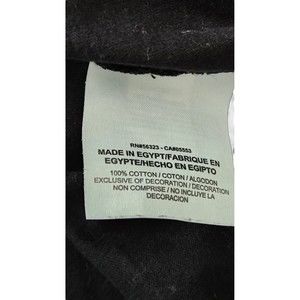 RN#56323 - CA#05553
MADE IN EGYPT/FABRIQUE EN
EGYPTE/HECHO EN EGIPTO
100% COTTON / COTON / ALGODON
EXCLUSIVE OF DECORATION / DECORATION
NON COMPRISE / NO INCLUYE LA
DECORACION